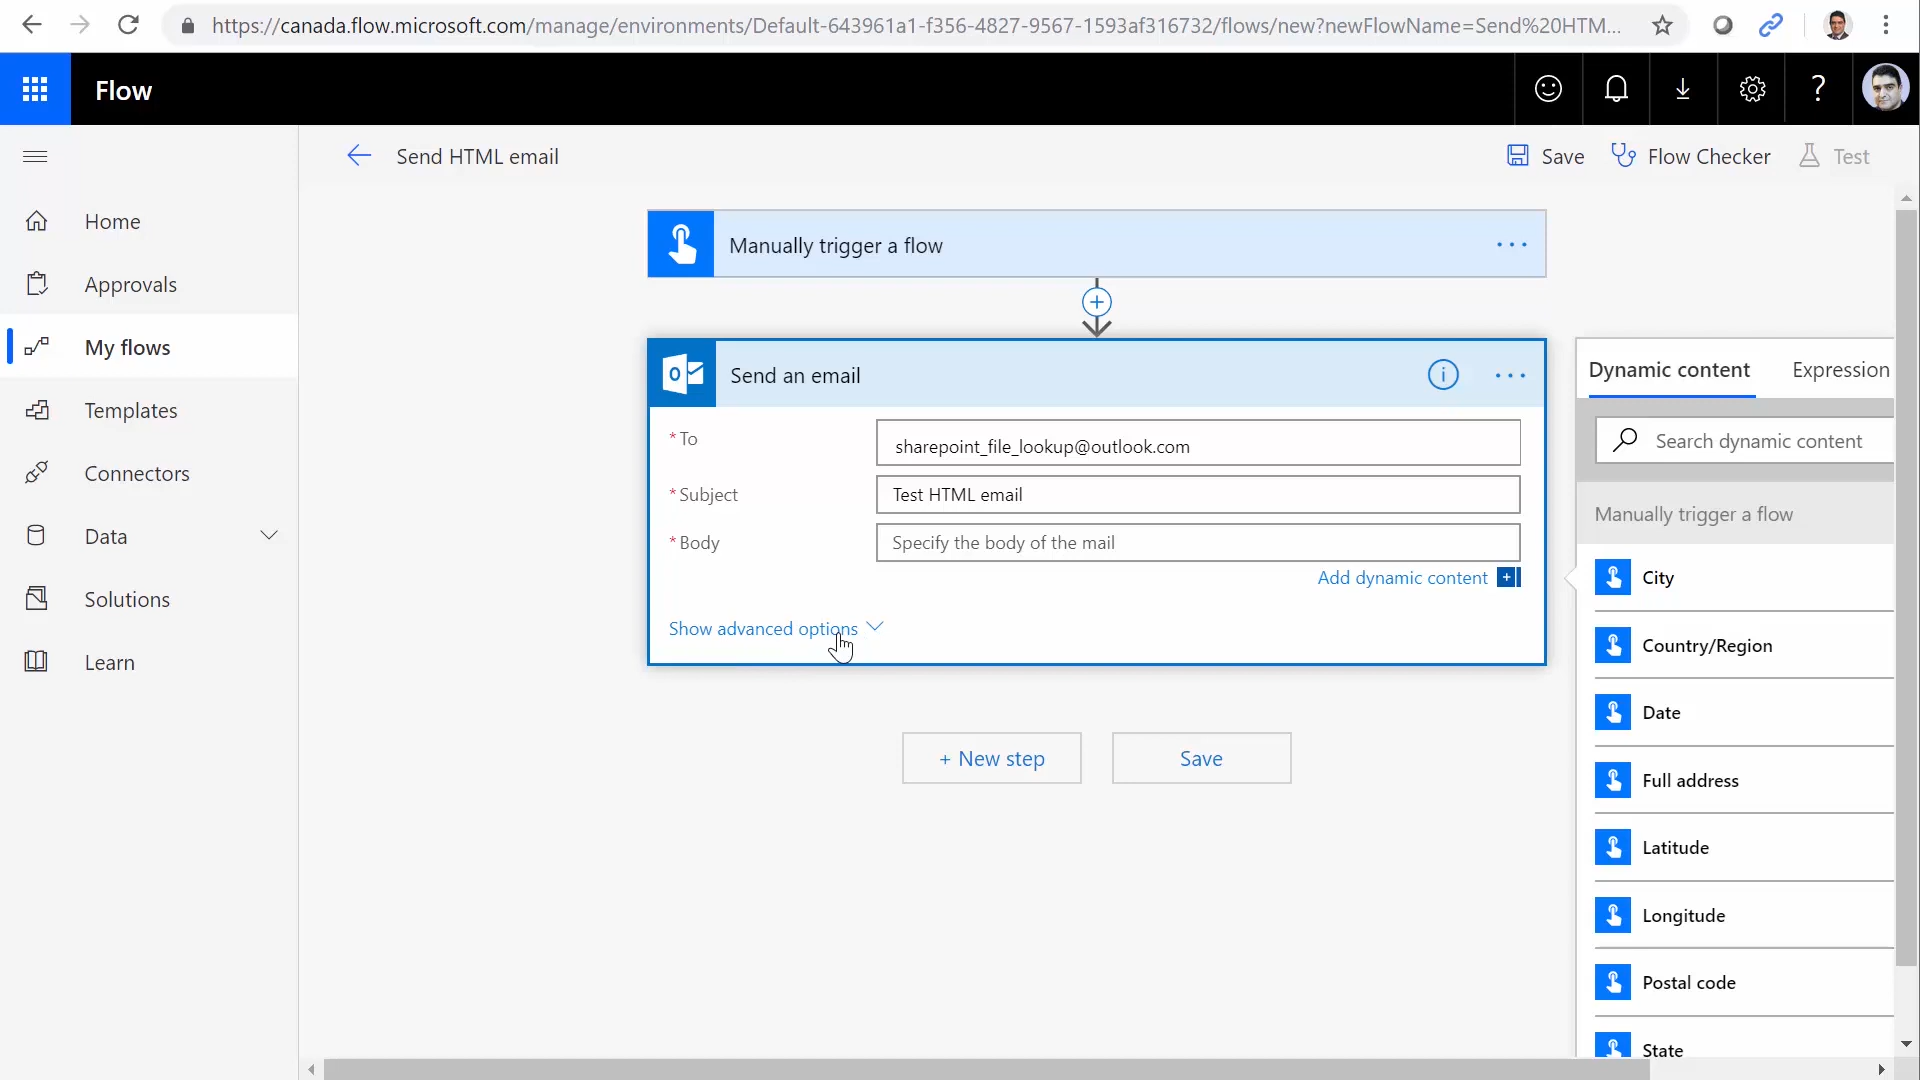 https://canada.flow.microsoft.com/manage/environments/Default-643961a1-f356-4827-9567-1593af316732/flows/new?newFlowName=Send%20HTM...
Flow
?
Send HTML email
Save
Flow Checker
Test
Home
Approvals
My flows
Templates
Connectors
Data
Solutions
Learn
Manually trigger a flow
Send an email
* To
sharepoint_file_lookup@outlook.com
* Subject
Test HTML email
* Body
Specify the body of the mail
Add dynamic content
Show advanced options
+ New step
Save
Dynamic content
Expression
Search dynamic content
Manually trigger a flow
City
Country/Region
Date
Full address
Latitude
Longitude
Postal code
State